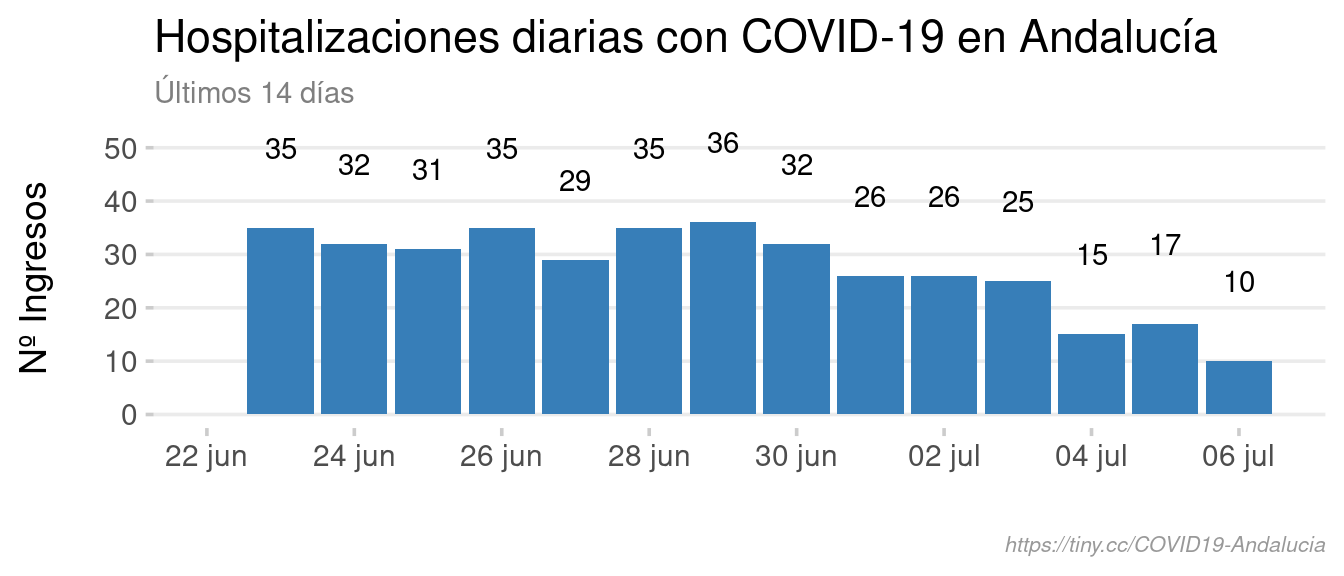 Hospitalizaciones diarias con COVID-19 en Andalucía
Últimos 14 días
Nº Ingresos
50
40
30
20
10
0
35
32
31
35
29
35
36
32
26
26
25
15
17
10
22 jun
24 jun
26 jun
28 jun
30 jun
02 jul
04 jul
06 jul
https://tiny.cc/COVID19-Andalucia